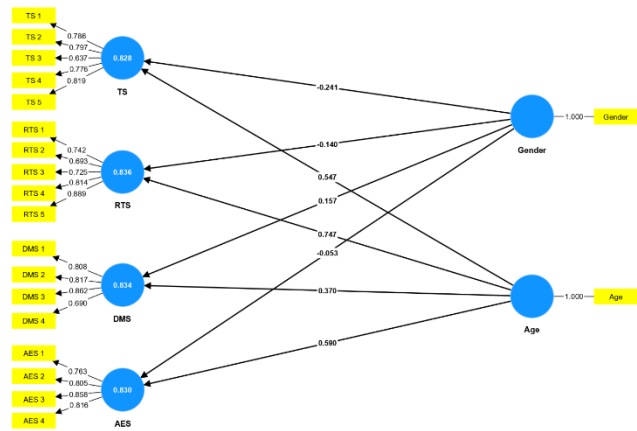 TS 1
TS 2
TS 3
TS 4
TS 5
0.786
0.797
0.637
0.776
0.819
0.828
TS
RTS 1
RTS 2
RTS 3
RTS 4
RTS 5
0.742
0.693
0.725
0.814
0.889
0.836
RTS
DMS 1
DMS 2
DMS 3
DMS 4
0.808
0.817
0.862
0.690
0.834
DMS
AES 1
AES 2
AES 3
AES 4
0.763
0.805
0.858
0.816
0.830
AES
-0.241
-0.140
0.547
0.157
0.747
-0.053
0.370
0.590
Gender
1.000
Gender
Age
1.000
Age